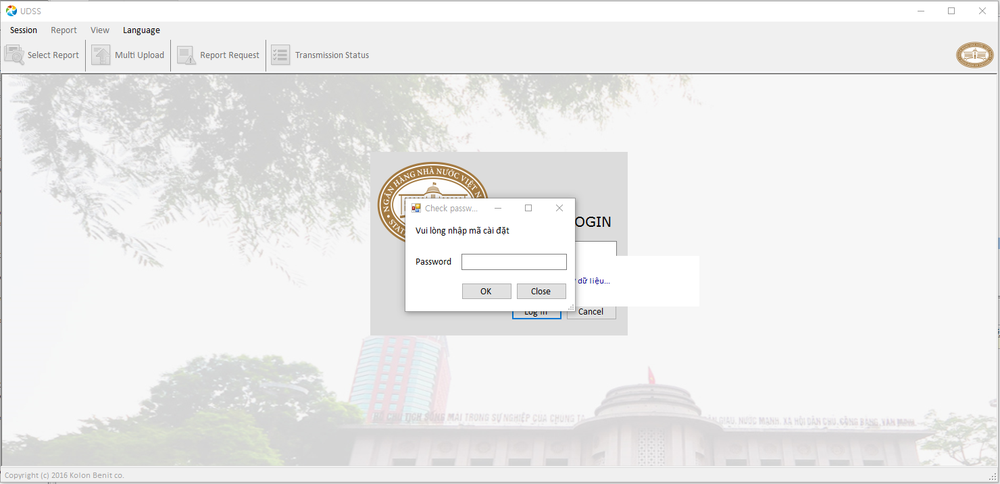 UDSS
Session Report View Language
Select Report Multi Upload Report Request Transmission Status
NGÂN HÀNG NHÀ NƯỚC VIỆT N
STAT
Check passw...
Vui lòng nhập mã cài đặt
OGIN
Password
dữ liệu...
OK Close
Log In Cancel
SỐNG MÃI TRONG SỰ NGHIỆP CỦA CHÚNG TA
DÂN GIÀU, NƯỚC MẠNH, XÃ HỘI DÂN CHỦ, CÔNG BẰNG, VĂN MINH
Copyright (c) 2016 Kolon Benit co.